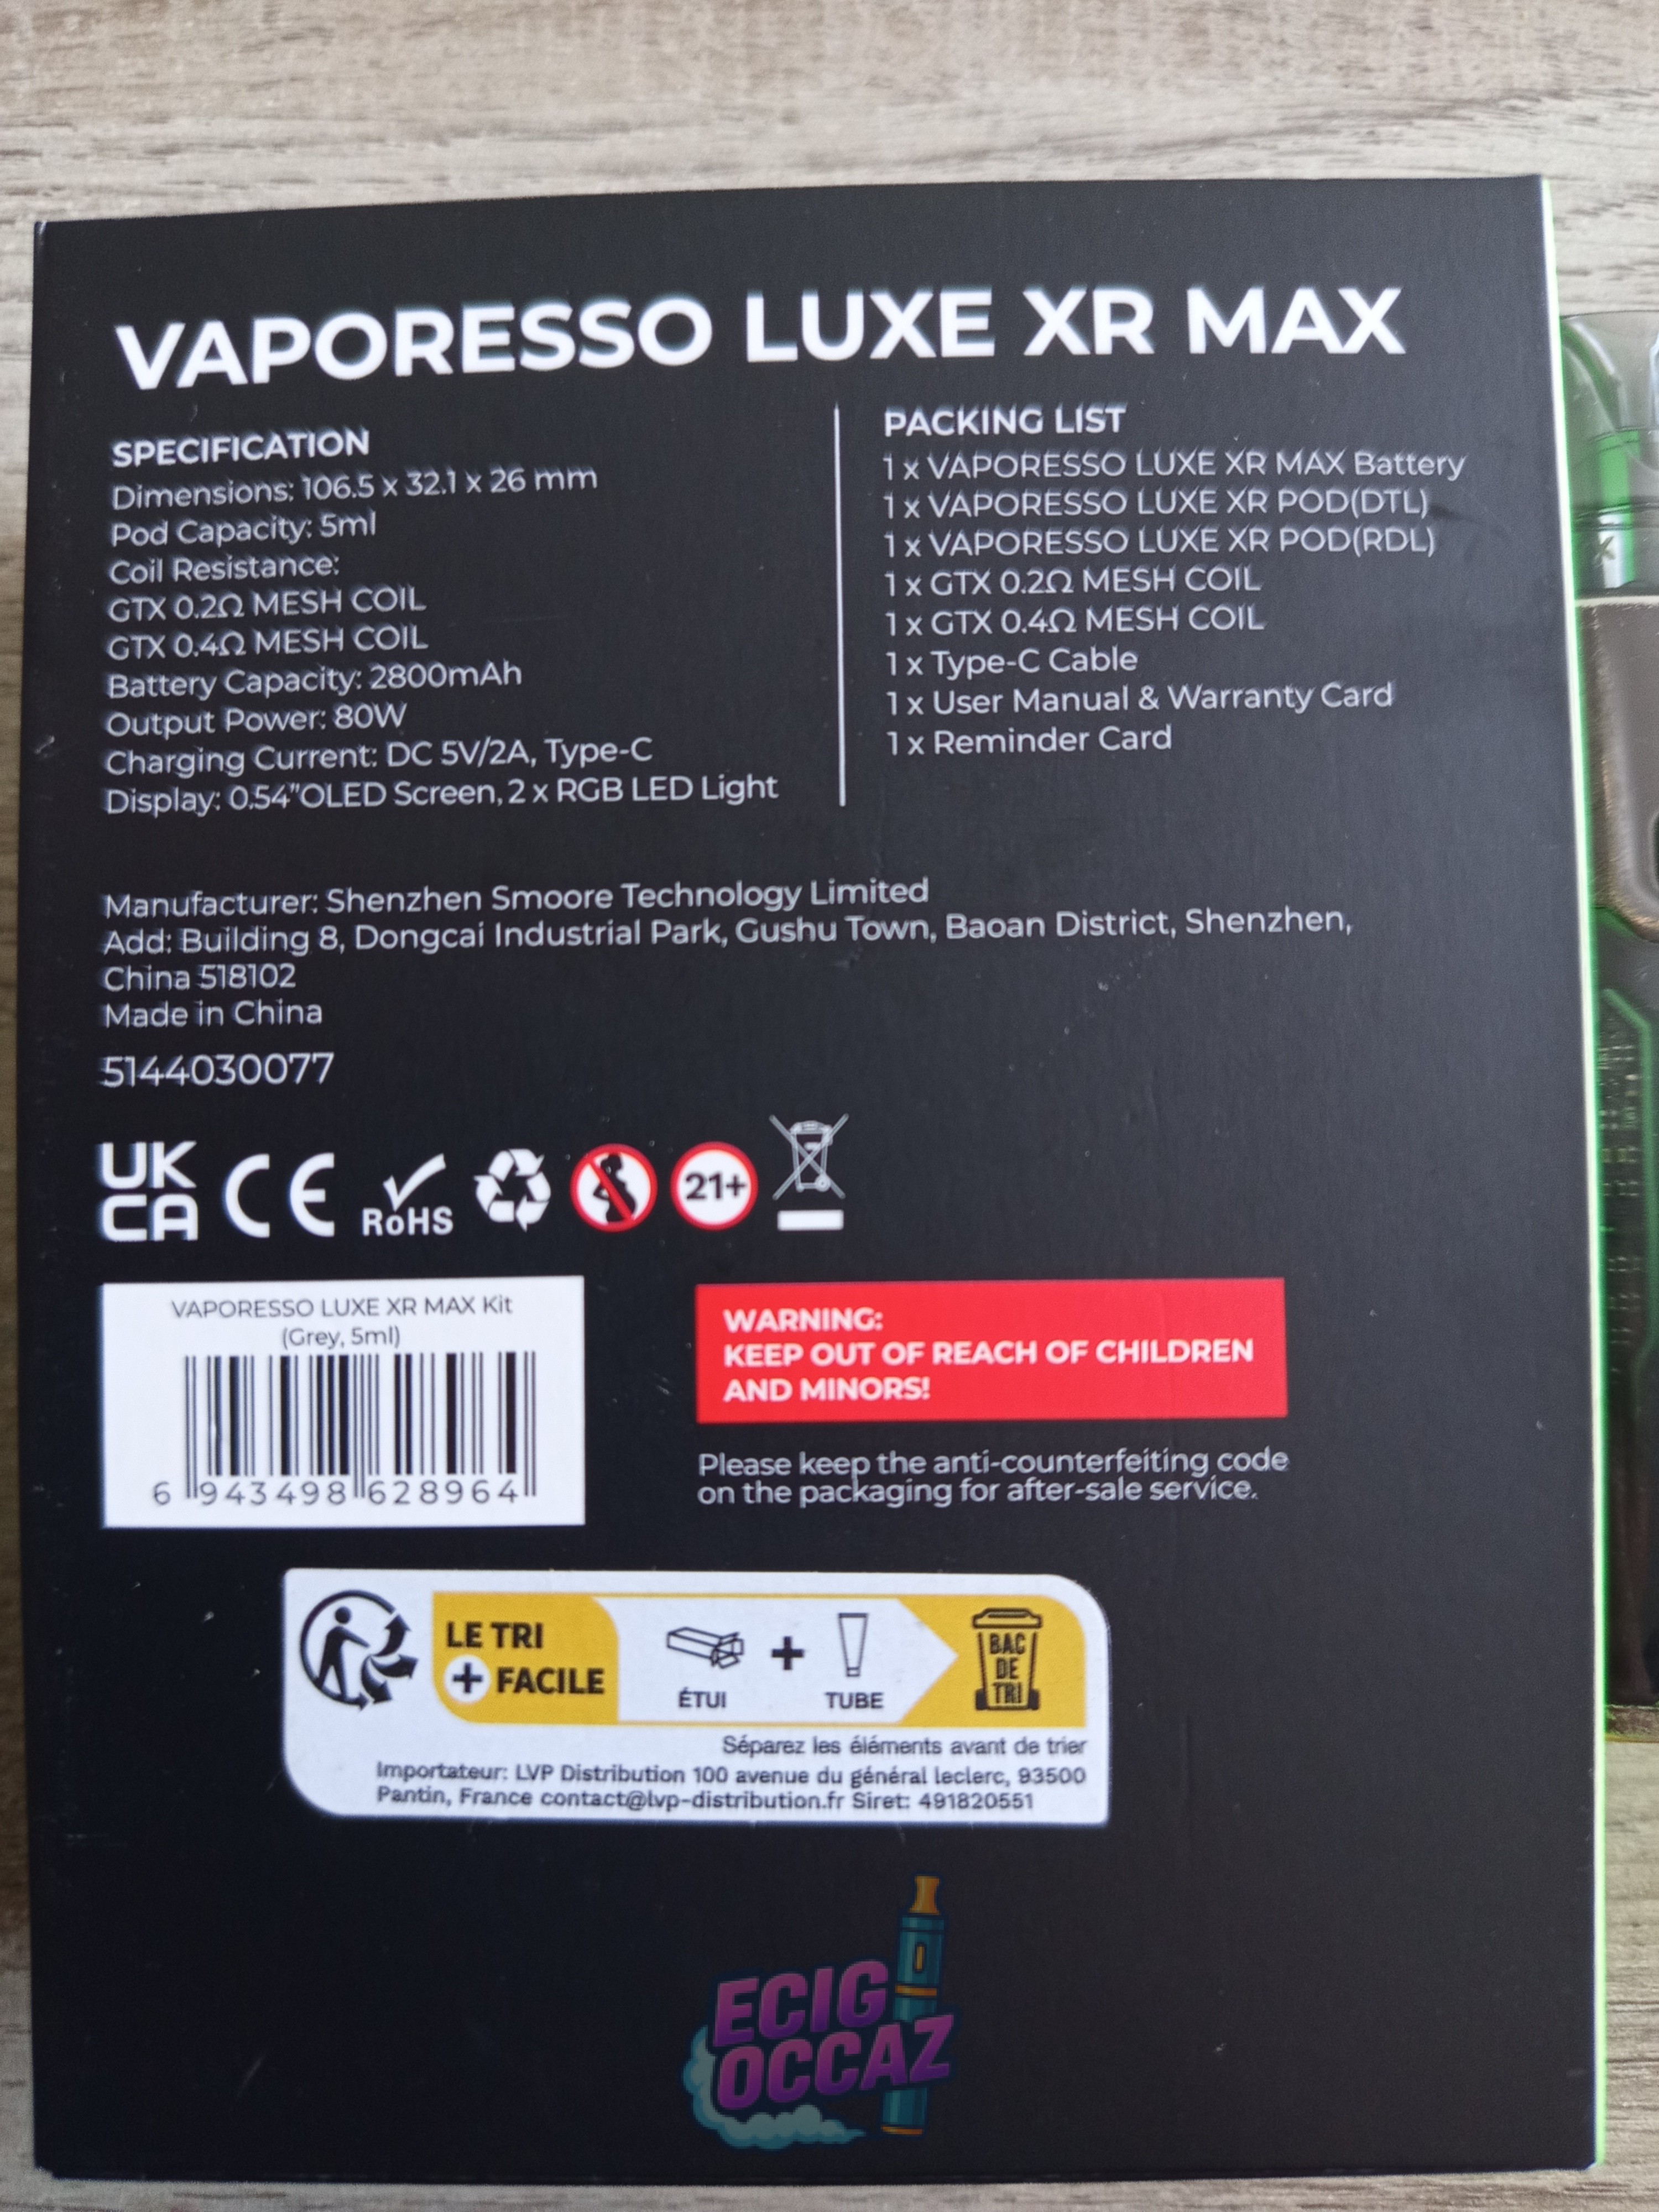 VAPORESSO LUXE XR MAX
SPECIFICATION
Dimensions: 106.5 x 32.1 x 26 mm
Pod Capacity: 5ml
Coil Resistance:
GTX 0.2Ω MESH COIL
GTX 0.4Ω MESH COIL
Battery Capacity: 2800mAh
Output Power: 80W
Charging Current: DC 5V/2A, Type-C
Display: 0.54"OLED Screen, 2 x RGB LED Light
PACKING LIST
1 x VAPORESSO LUXE XR MAX Battery
1 x VAPORESSO LUXE XR POD(DTL)
1 x VAPORESSO LUXE XR POD(RDL)
1 x GTX 0.2Ω MESH COIL
1 x GTX 0.4Ω MESH COIL
1 x Type-C Cable
1 x User Manual & Warranty Card
1 x Reminder Card
Manufacturer: Shenzhen Smoore Technology Limited
Add: Building 8, Dongcai Industrial Park, Gushu Town, Baoan District, Shenzhen,
China 518102
Made in China
5144030077
UK
CA
CE
RoHS
21+
VAPORESSO LUXE XR MAX Kit
(Grey, 5ml)
6 943498 628964
WARNING:
KEEP OUT OF REACH OF CHILDREN
AND MINORS!
Please keep the anti-counterfeiting code
on the packaging for after-sale service.
LE TRI
+ FACILE
ÉTUI
+
TUBE
BAC
DE
TRI
Séparez les éléments avant de trier
Importateur: LVP Distribution 100 avenue du général leclerc, 93500
Pantin, France contact@lvp-distribution.fr Siret: 491820551
ECIG
OCCAZ